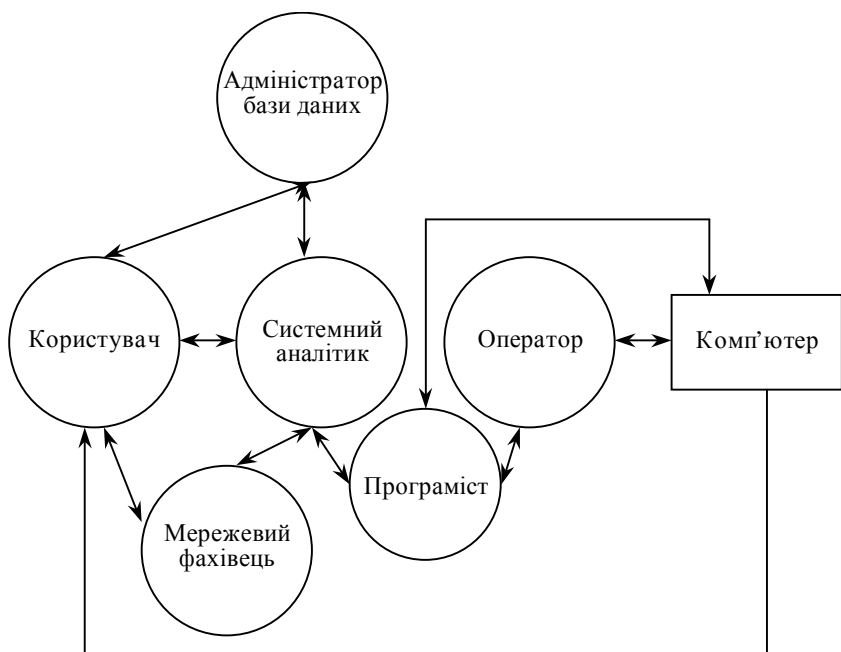 Адміністратор
бази даних
Користувач
Системний
аналітик
Оператор
Комп’ютер
Програміст
Мережевий
фахівець